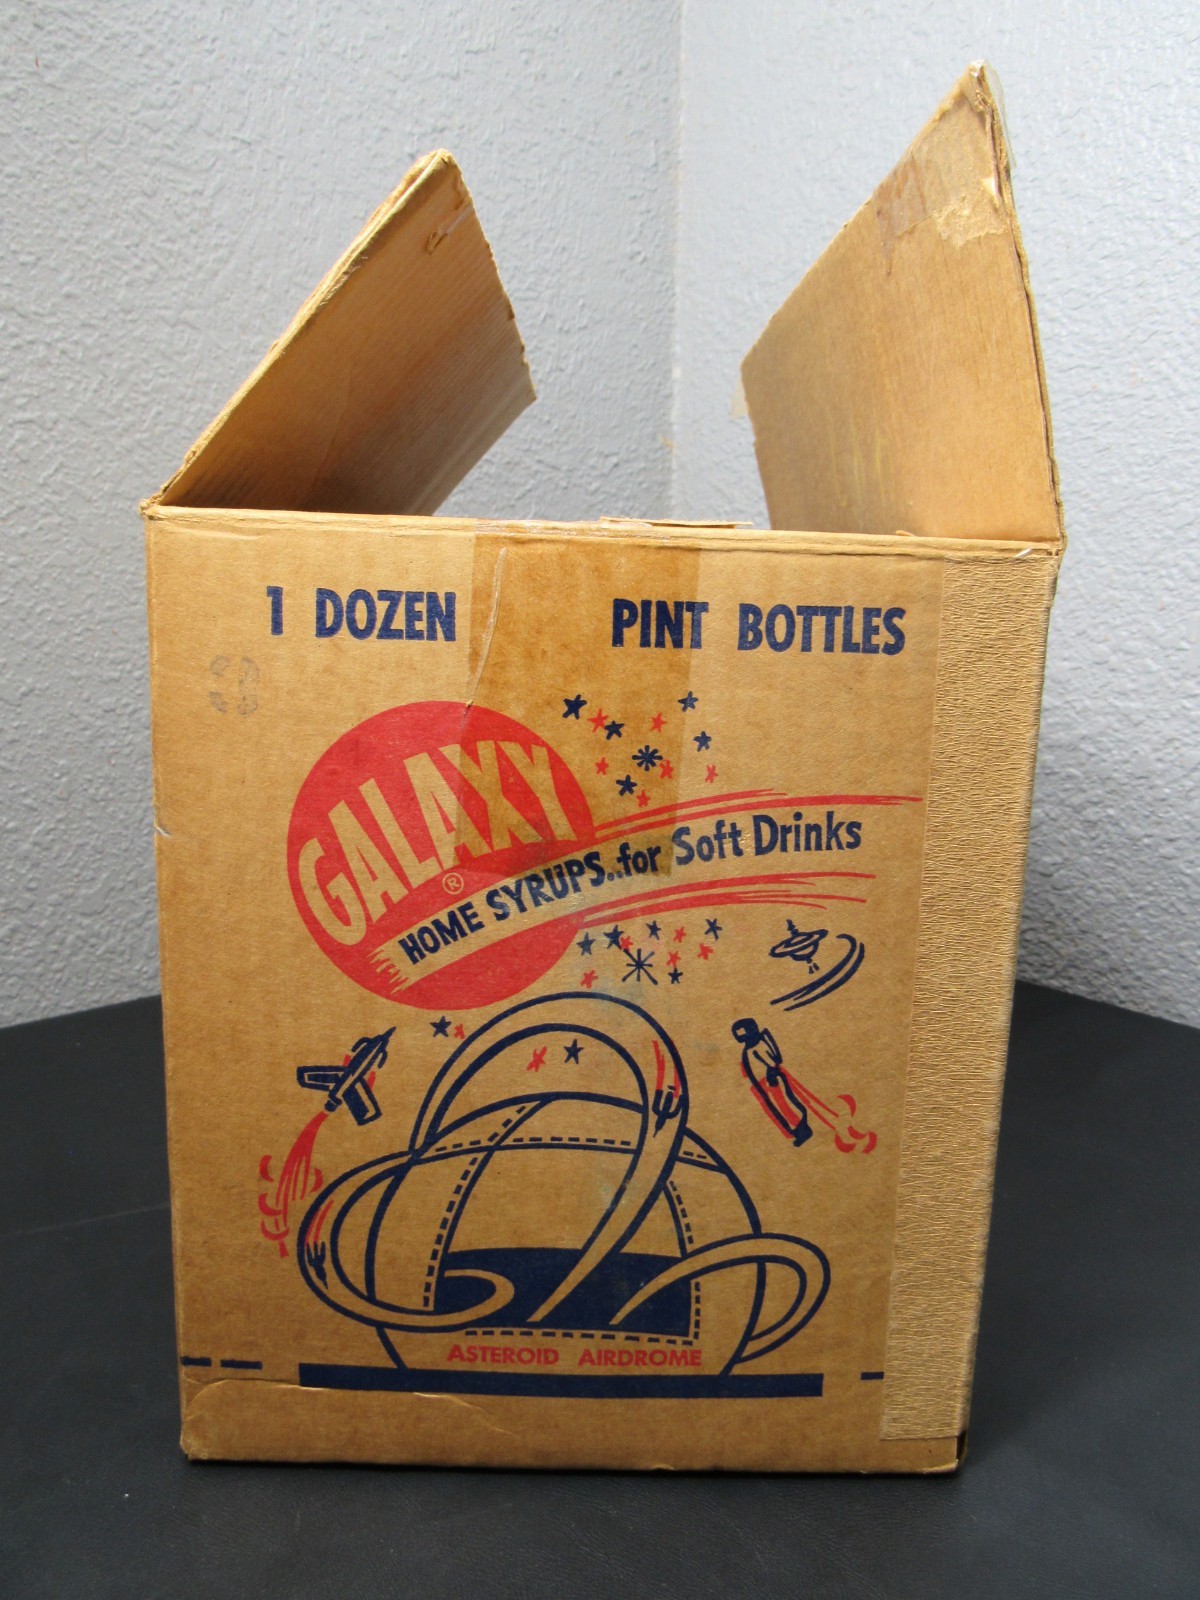 1 DOZEN PINT BOTTLES
GALAXY
®
HOME SYRUPS..for Soft Drinks
ASTEROID AIRDROME